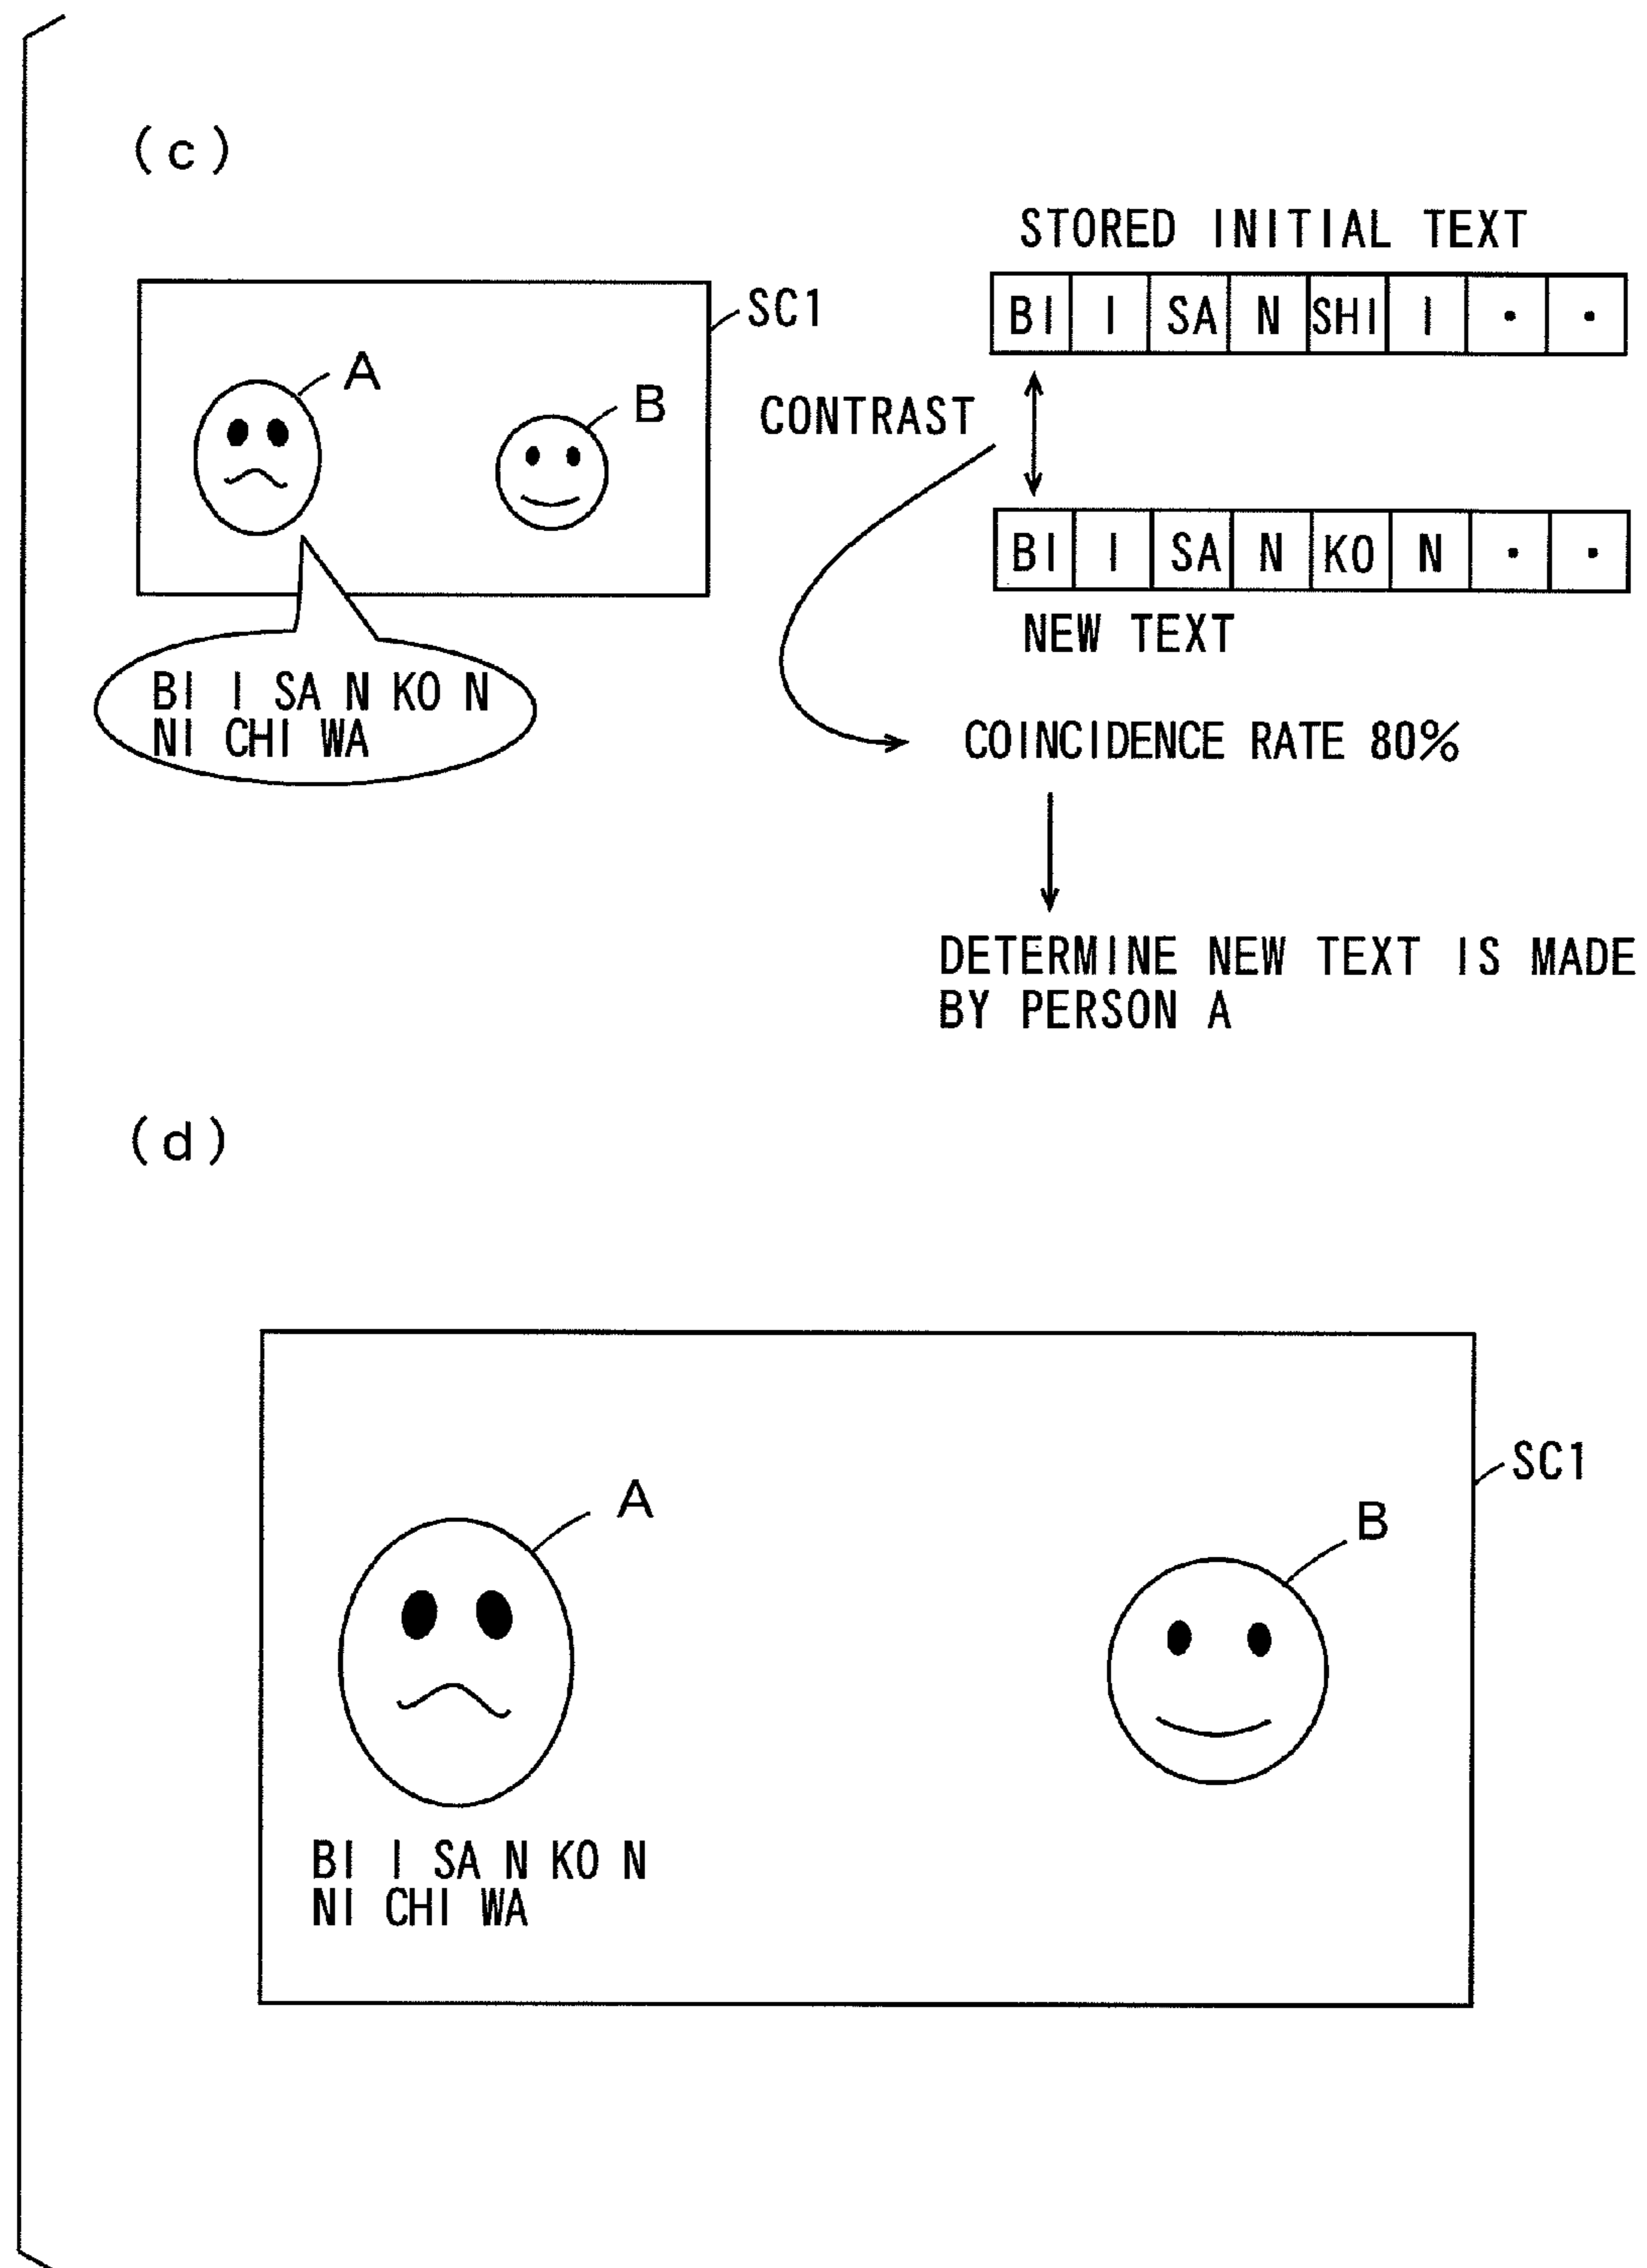 (c)
STORED INITIAL TEXT
BI I SA N SHI I · ·
SC1
A
B
CONTRAST
BI I SA N KO N · ·
NEW TEXT
BI I SA N KO N
NI CHI WA
COINCIDENCE RATE 80%
DETERMINE NEW TEXT IS MADE
BY PERSON A
(d)
SC1
A
B
BI I SA N KO N
NI CHI WA